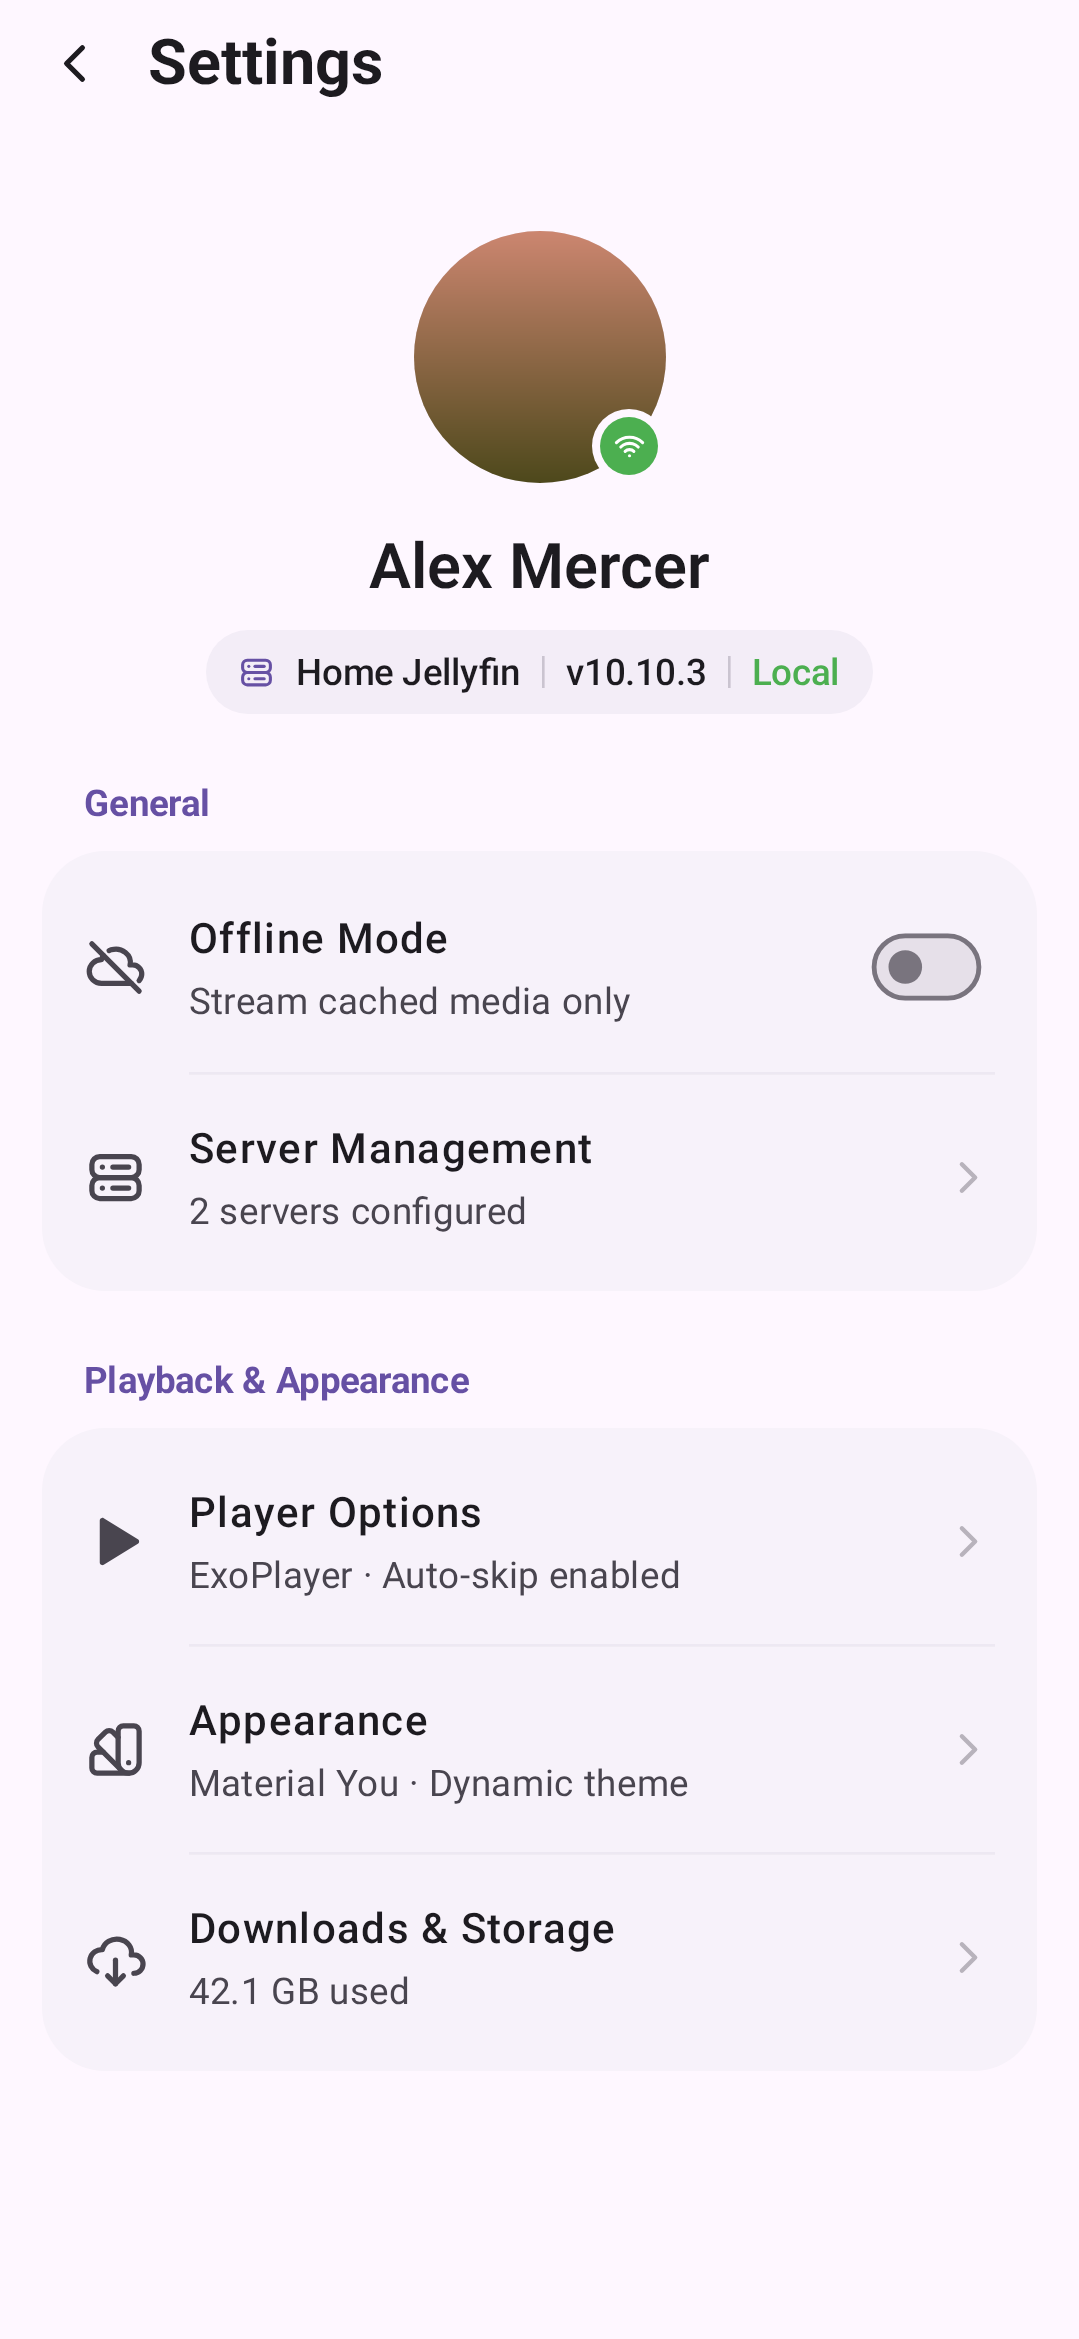 Settings
Alex Mercer
Home Jellyfin | v10.10.3 | Local
General
Offline Mode
Stream cached media only
Server Management
2 servers configured
Playback & Appearance
Player Options
ExoPlayer · Auto-skip enabled
Appearance
Material You · Dynamic theme
Downloads & Storage
42.1 GB used